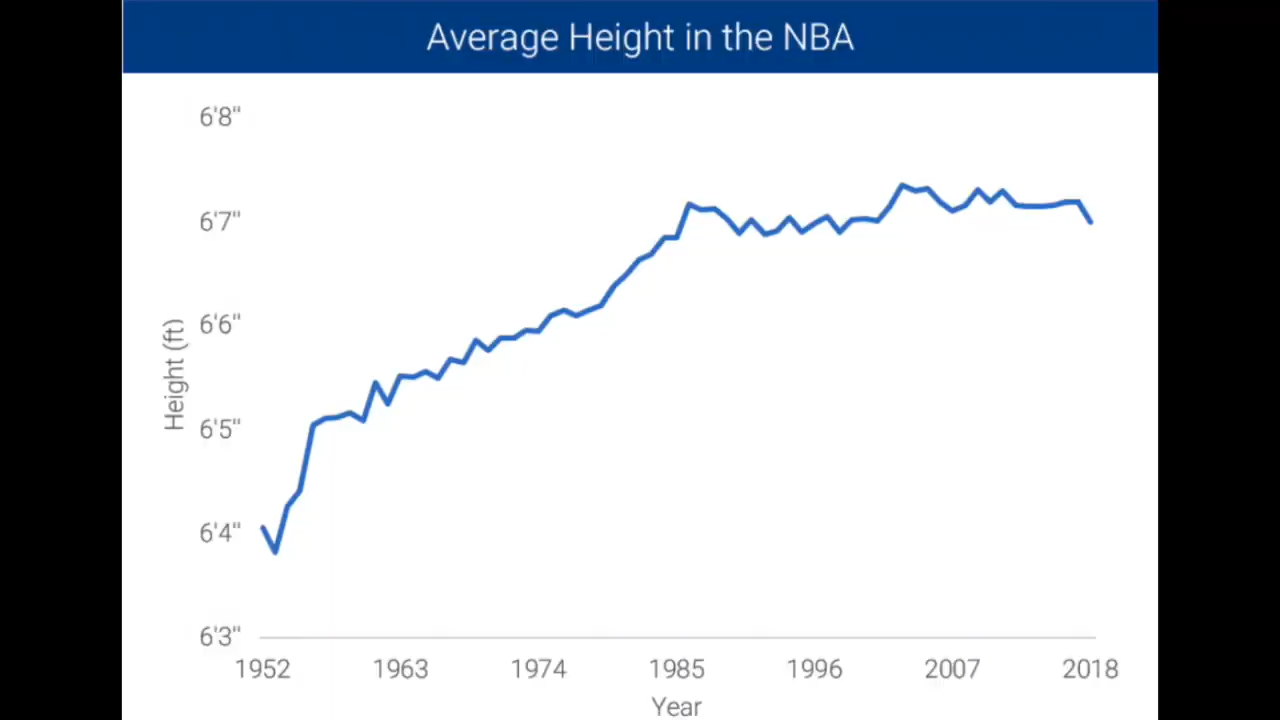 Average Height in the NBA
6'8"
6'7"
6'6"
6'5"
6'4"
6'3"
Height (ft)
1952 1963 1974 1985 1996 2007 2018
Year